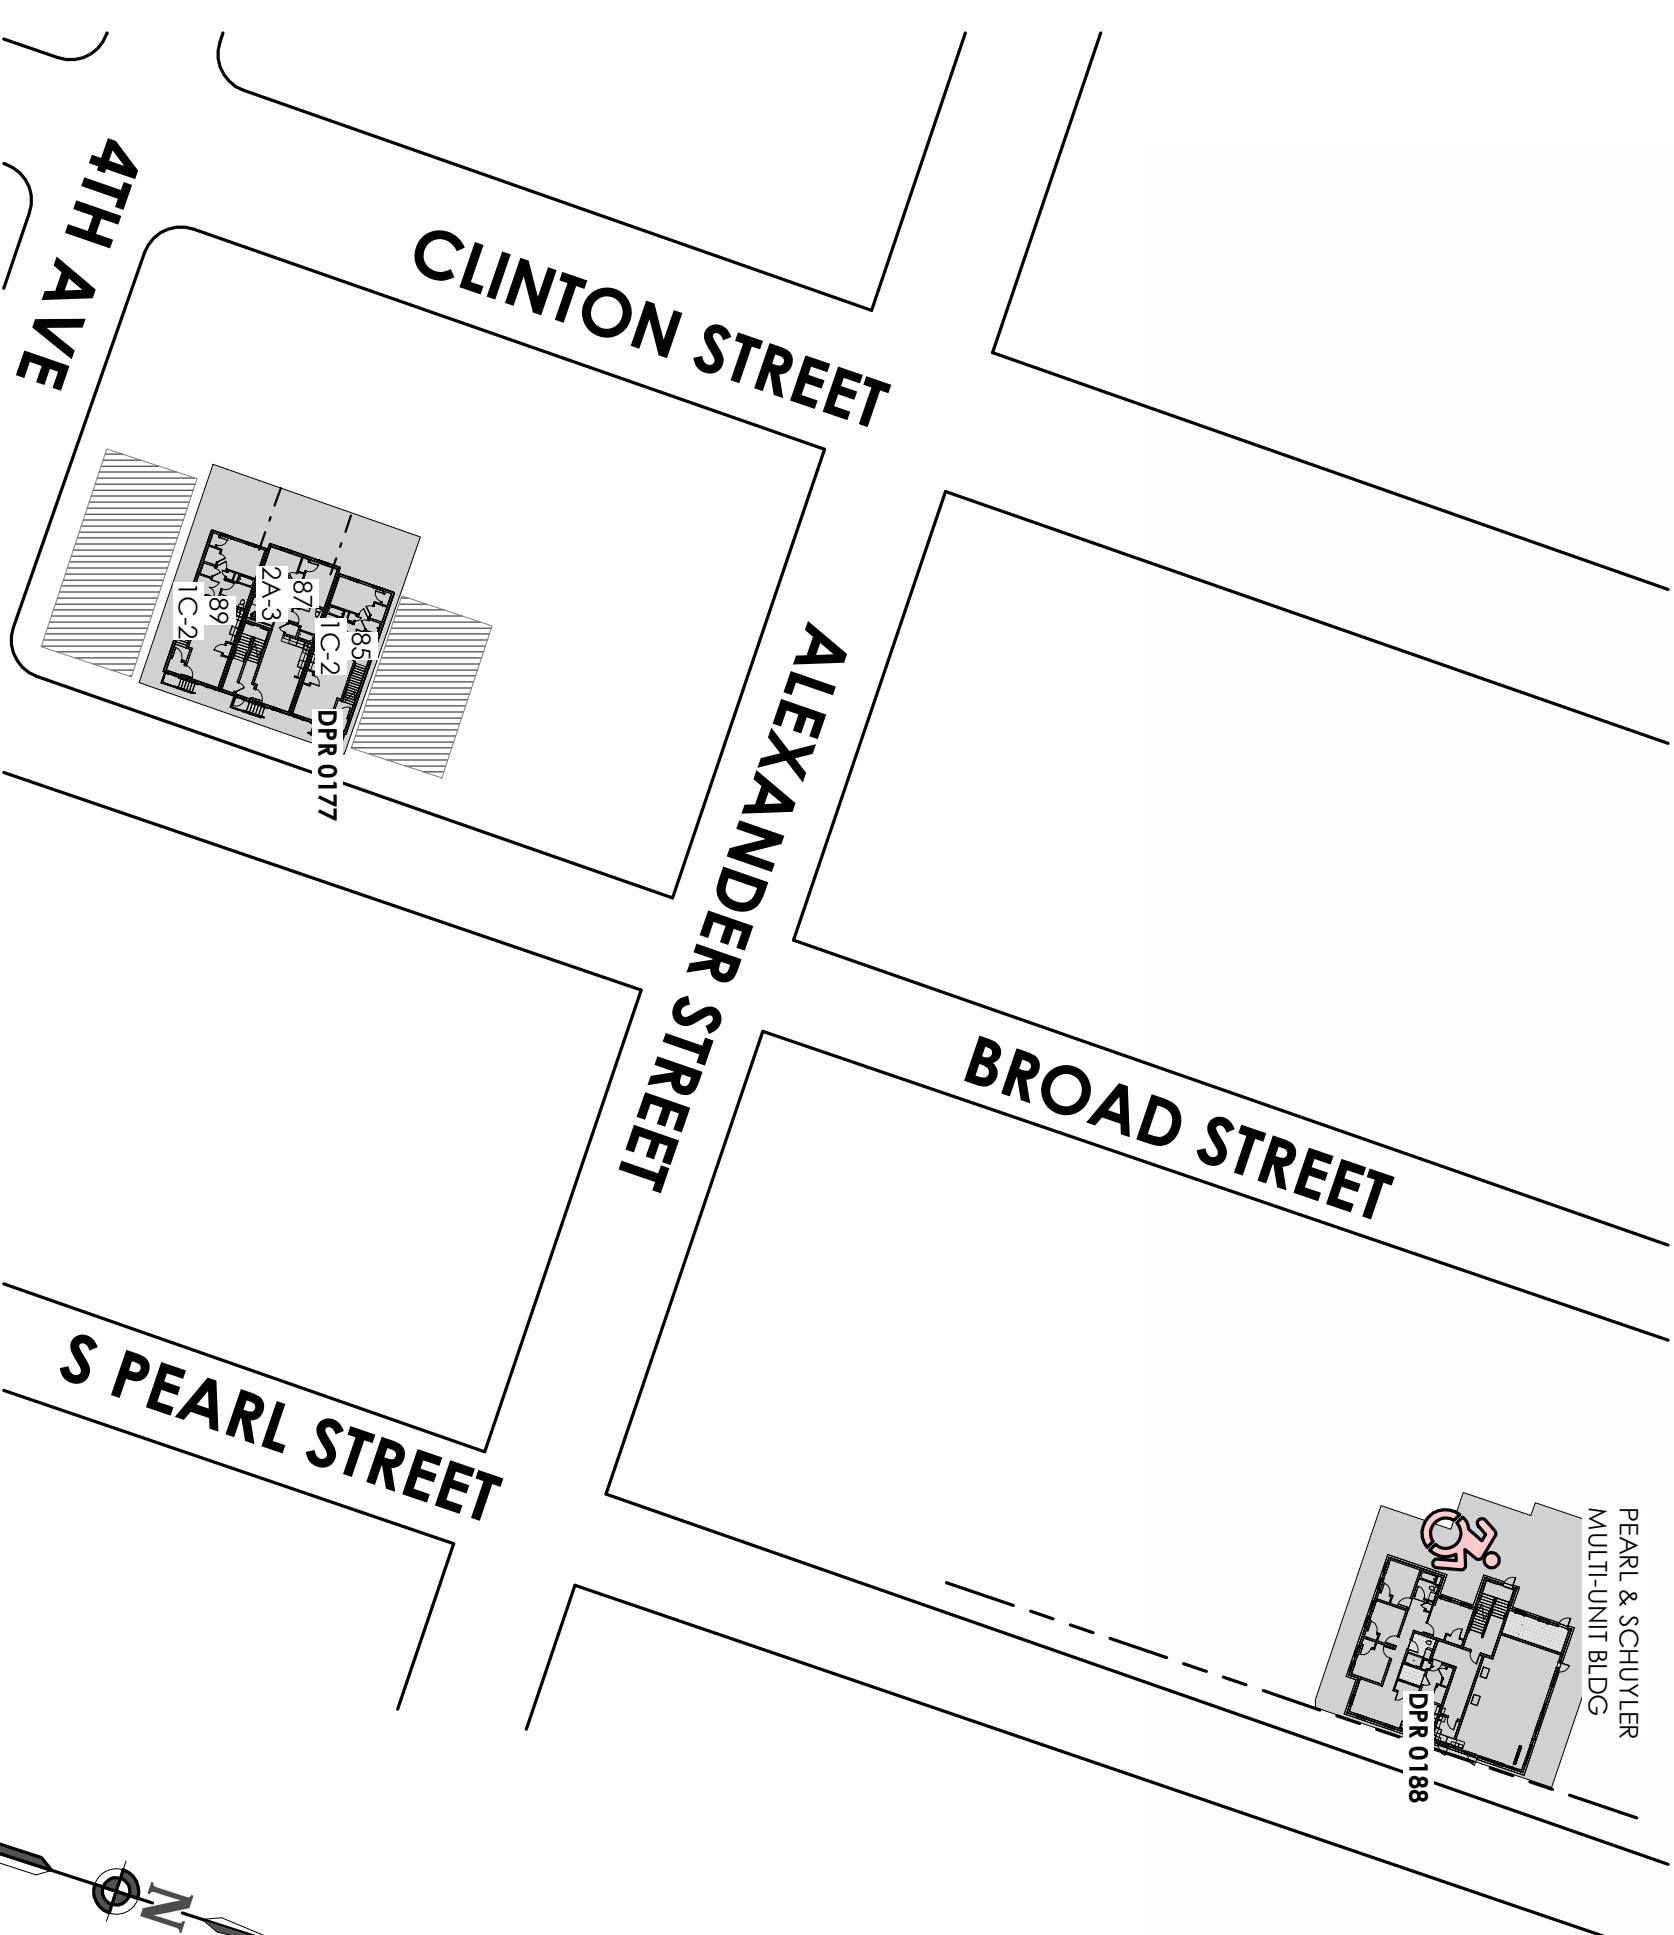 4TH AVE
CLINTON STREET
ALEXANDER STREET
BROAD STREET
S PEARL STREET
89
1C-2
87
2A-3
85
1C-2
DPR 0177
PEARL & SCHUYLER
MULTI-UNIT BLDG
DPR 0188
N